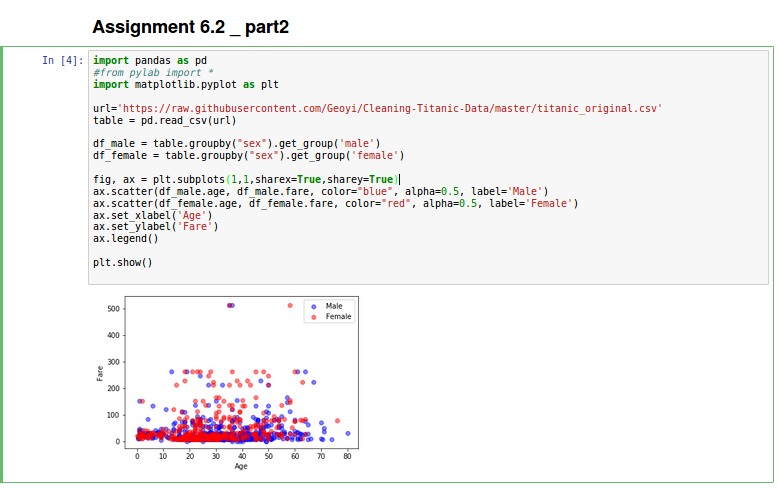 Assignment 6.2 _ part2
In [4]:
import pandas as pd
#from pylab import *
import matplotlib.pyplot as plt
url='https://raw.githubusercontent.com/Geoyi/Cleaning-Titanic-Data/master/titanic_original.csv'
table = pd.read_csv(url)
df_male = table.groupby("sex").get_group('male')
df_female = table.groupby("sex").get_group('female')
fig, ax = plt.subplots(1,1,sharex=True,sharey=True)
ax.scatter(df_male.age, df_male.fare, color="blue", alpha=0.5, label='Male')
ax.scatter(df_female.age, df_female.fare, color="red", alpha=0.5, label='Female')
ax.set_xlabel('Age')
ax.set_ylabel('Fare')
ax.legend()
plt.show()
Male
Female
500
400
300
200
100
0
Fare
0 10 20 30 40 50 60 70 80
Age